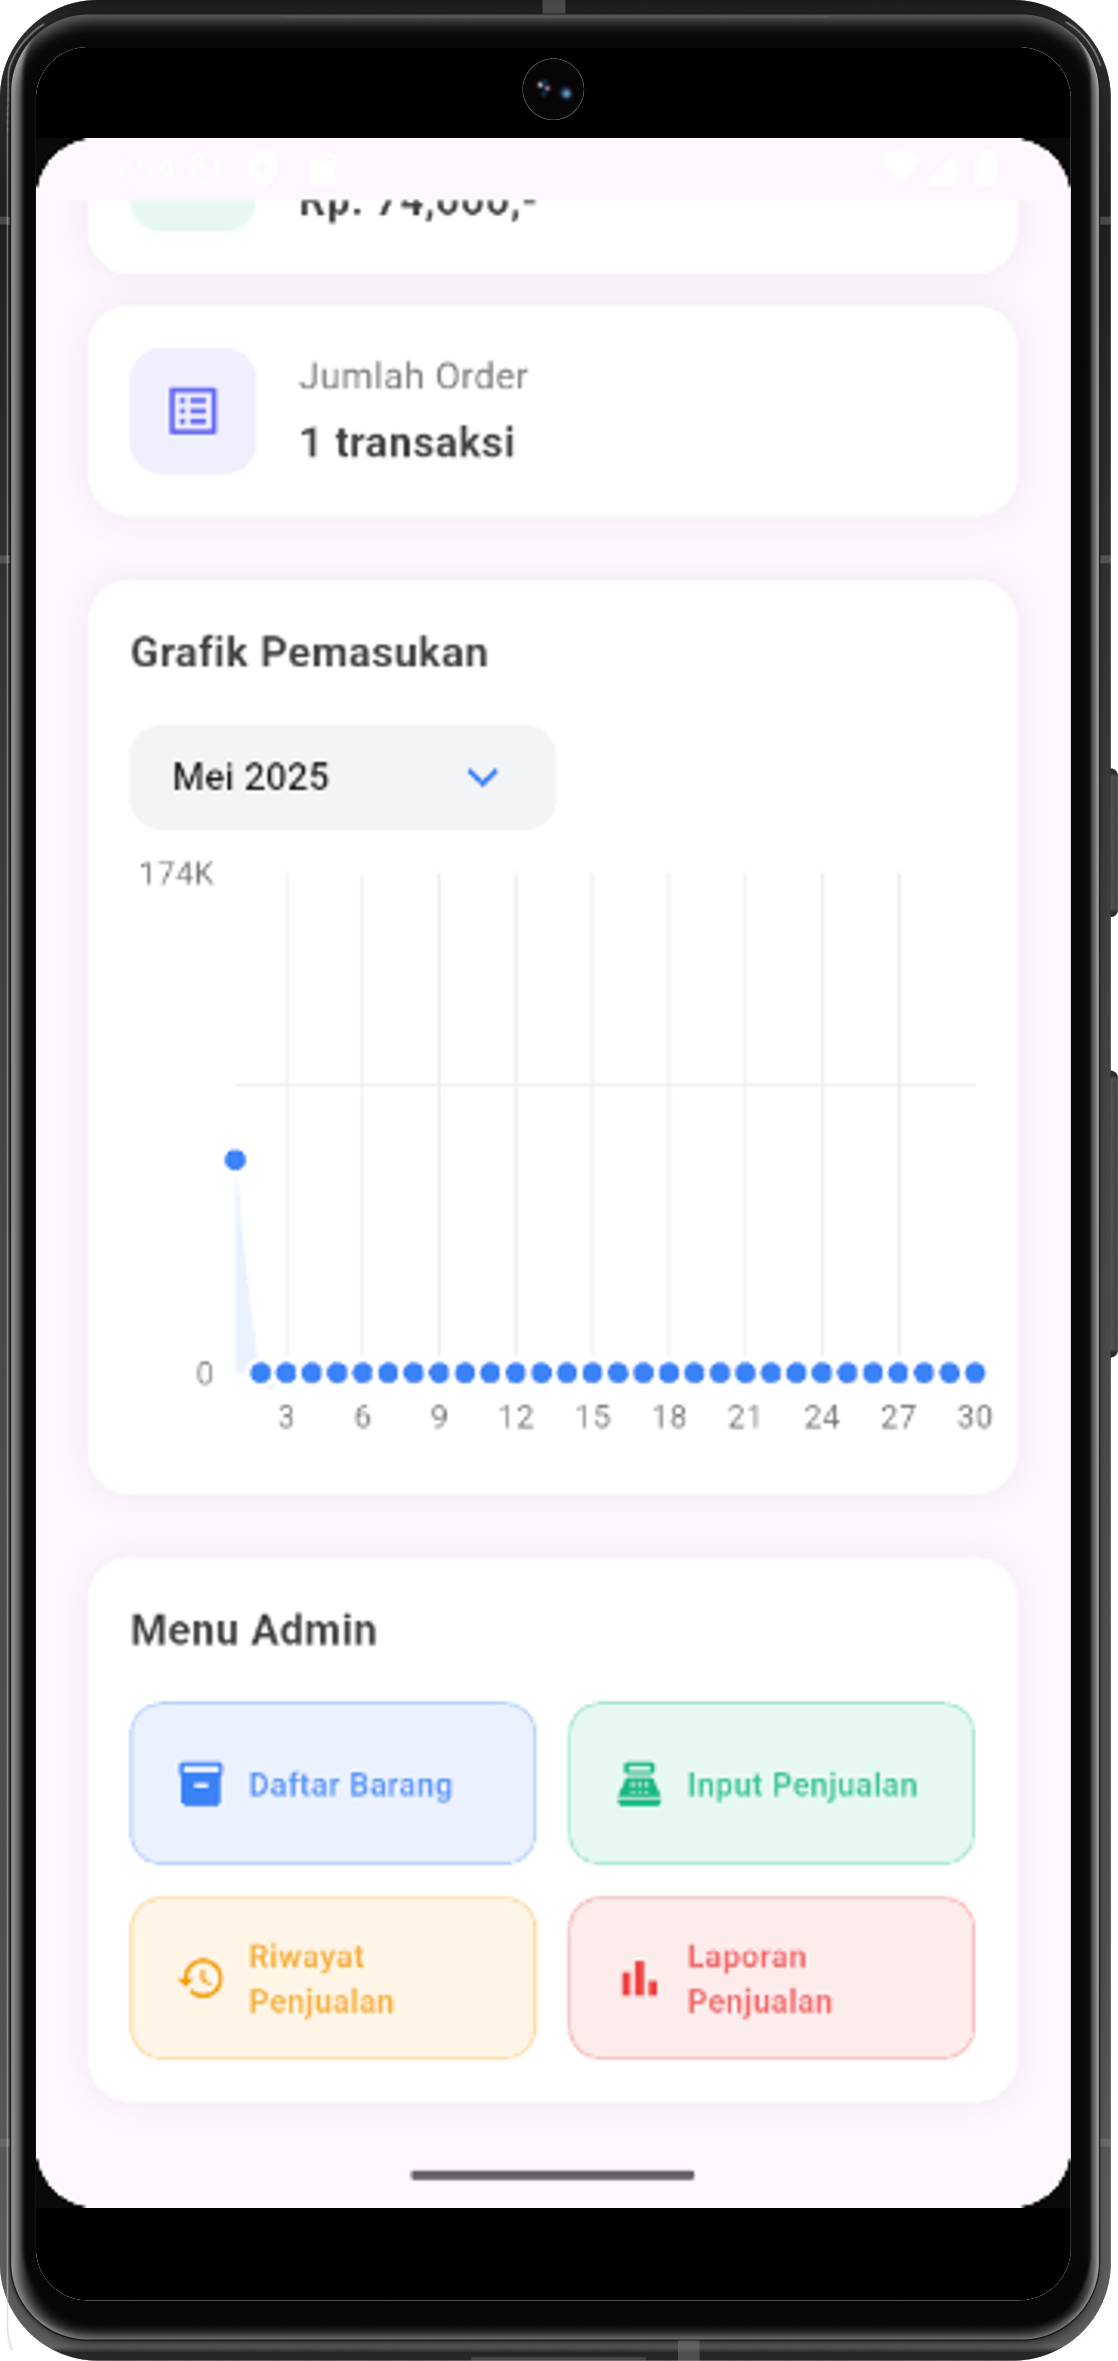 8:54
Rp. 74,000,-
Jumlah Order
1 transaksi
Grafik Pemasukan
Mei 2025
174K
0
3 6 9 12 15 18 21 24 27 30
Menu Admin
Daftar Barang
Input Penjualan
Riwayat
Penjualan
Laporan
Penjualan